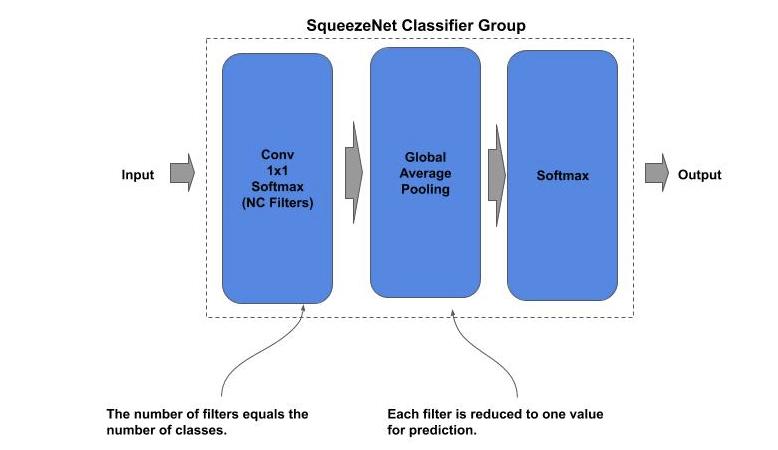 SqueezeNet Classifier Group
Input
Conv
1x1
Softmax
(NC Filters)
Global
Average
Pooling
Softmax
Output
The number of filters equals the
number of classes.
Each filter is reduced to one value
for prediction.